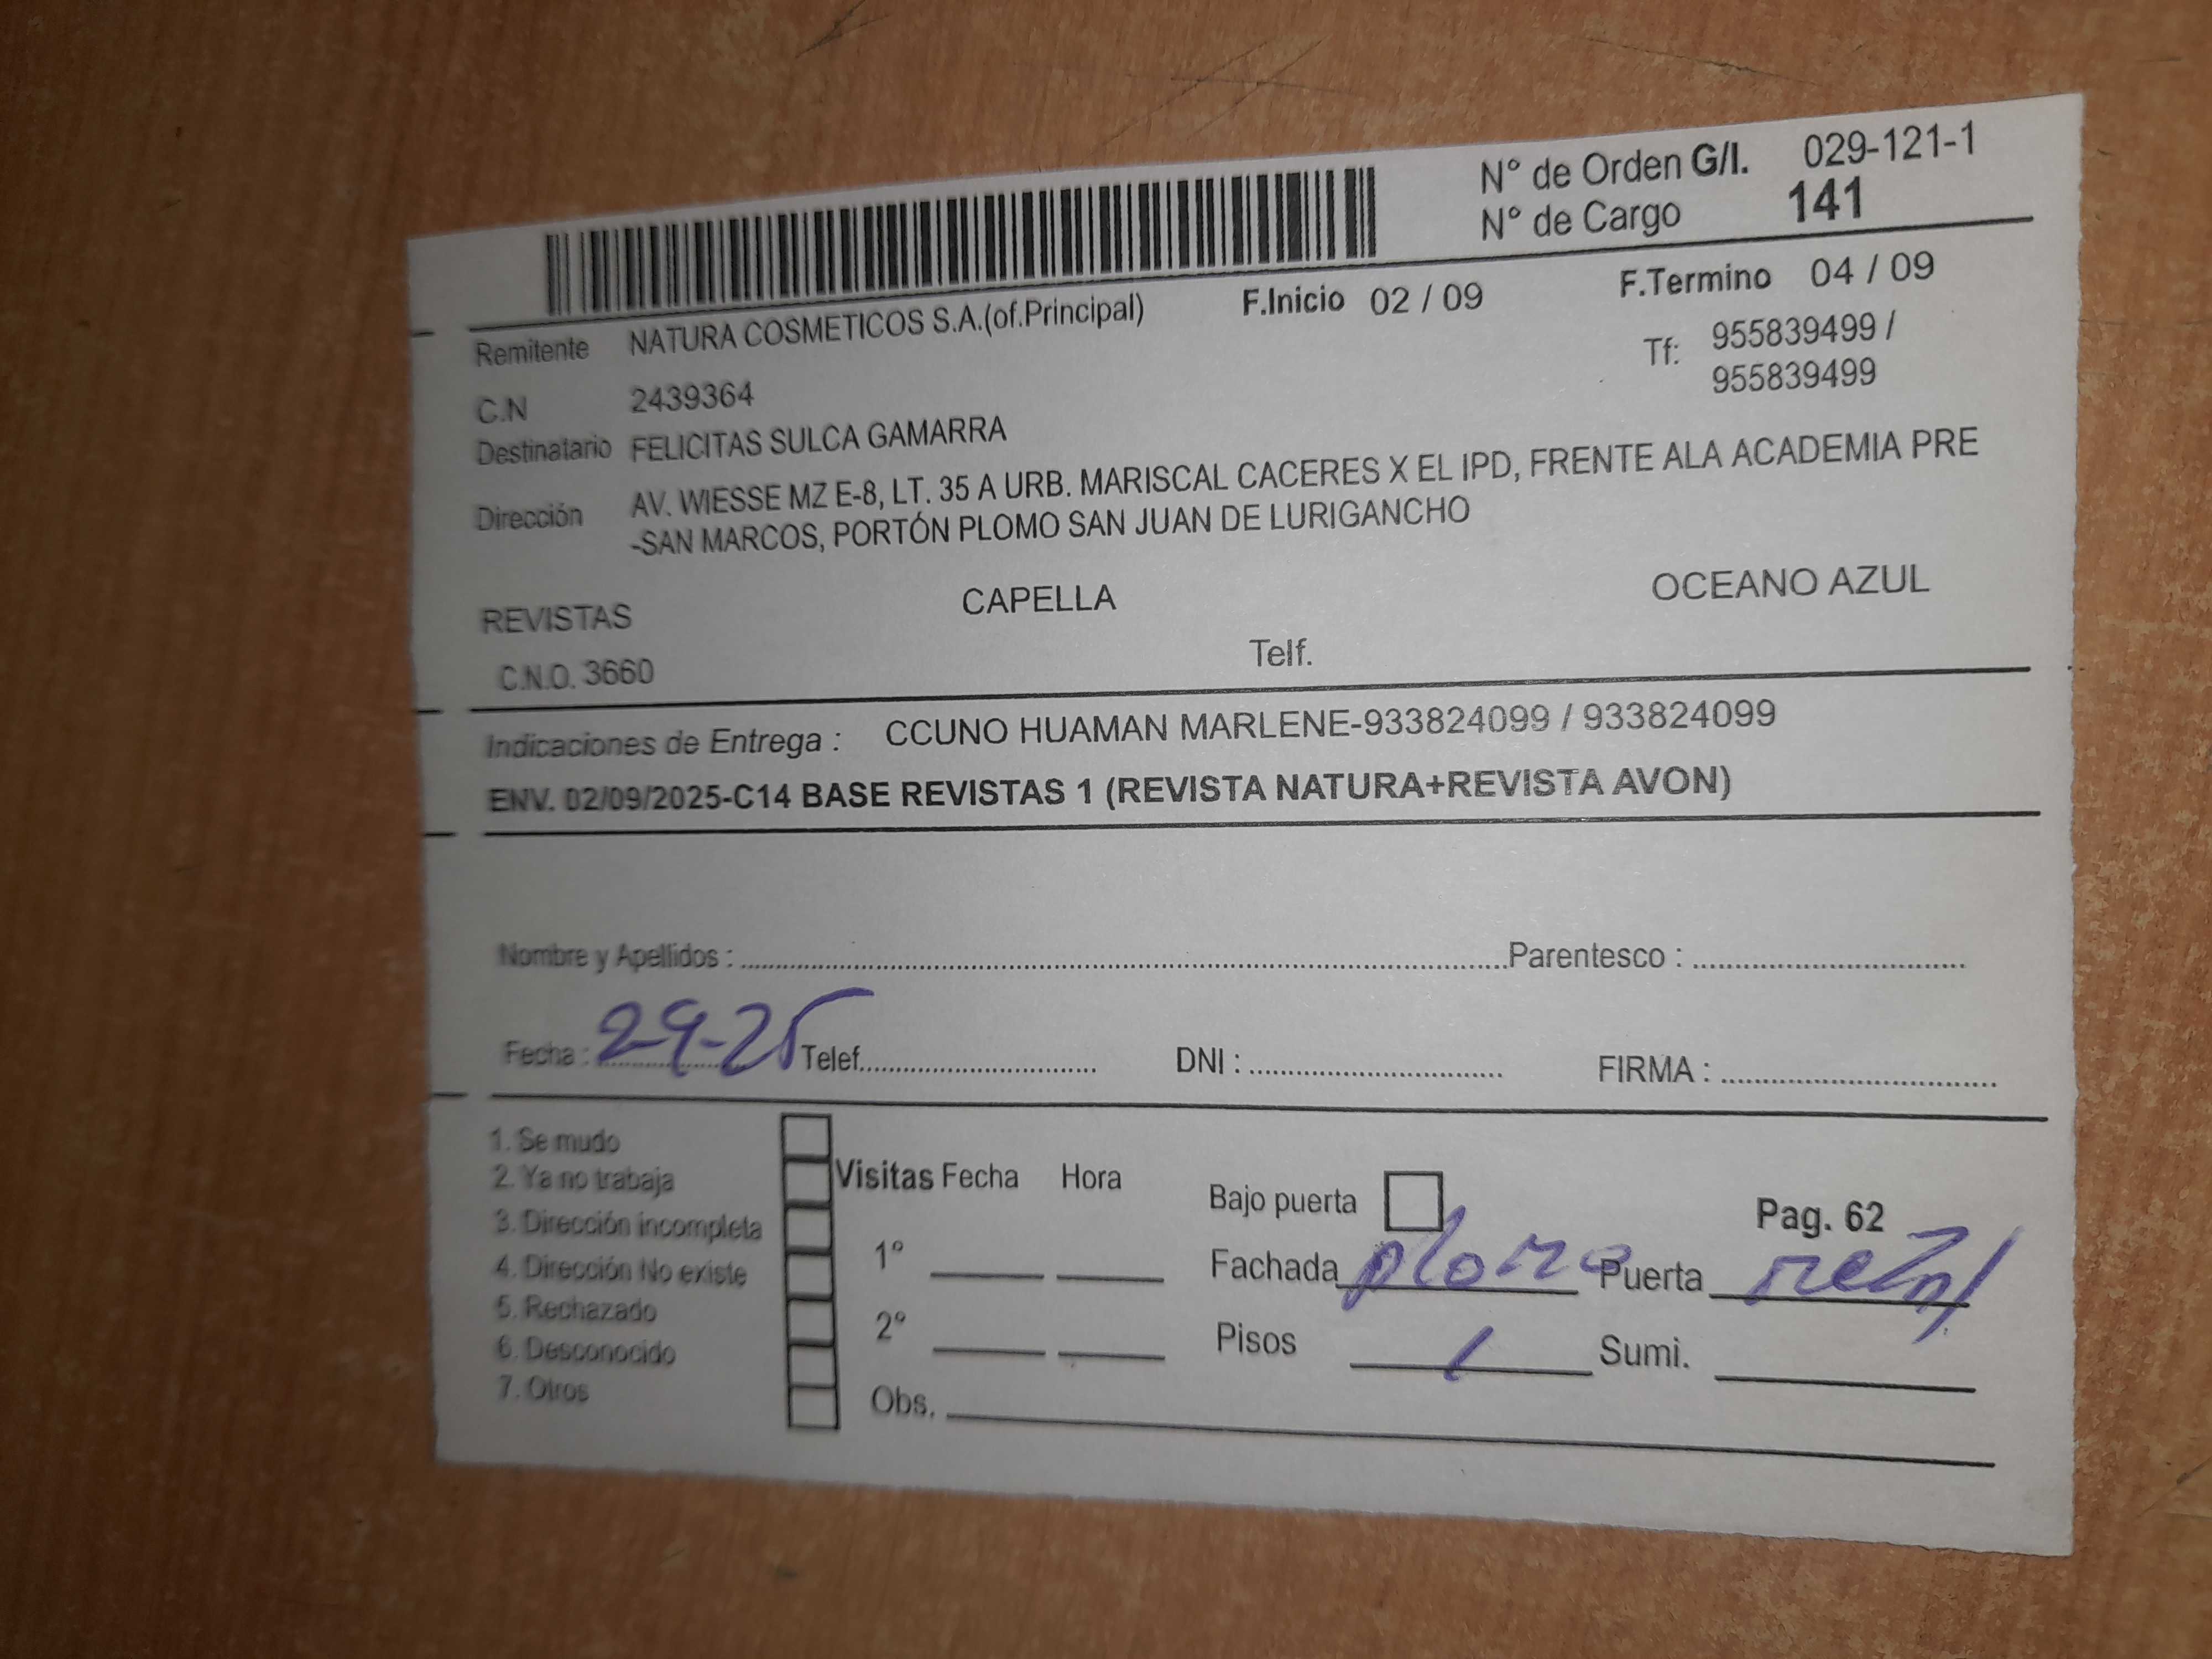 N° de Orden G/I. 029-121-1
N° de Cargo 141
F.Inicio 02 / 09 F.Termino 04 / 09
Remitente NATURA COSMETICOS S.A.(of.Principal)
Tf: 955839499 /
955839499
C.N 2439364
Destinatario FELICITAS SULCA GAMARRA
Dirección AV. WIESSE MZ E-8, LT. 35 A URB. MARISCAL CACERES X EL IPD, FRENTE ALA ACADEMIA PRE
-SAN MARCOS, PORTÓN PLOMO SAN JUAN DE LURIGANCHO
REVISTAS CAPELLA OCEANO AZUL
C.N.O. 3660 Telf.
Indicaciones de Entrega : CCUNO HUAMAN MARLENE-933824099 / 933824099
ENV. 02/09/2025-C14 BASE REVISTAS 1 (REVISTA NATURA+REVISTA AVON)
Nombre y Apellidos : Parentesco :
Fecha : 29-25 Telef. DNI : FIRMA :
1. Se mudo
2. Ya no trabaja
3. Dirección incompleta
4. Dirección No existe
5. Rechazado
6. Desconocido
7. Otros
Visitas Fecha Hora
1°
2°
Obs.
Bajo puerta Pag. 62
Fachada plomo Puerta metal
Pisos 1 Sumi.